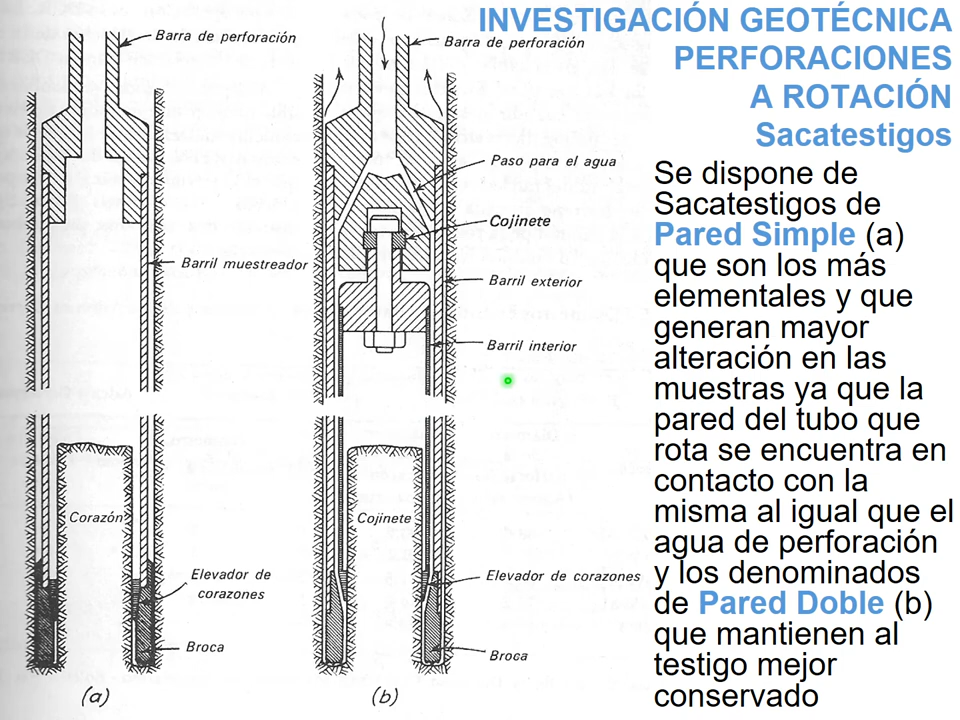 INVESTIGACIÓN GEOTÉCNICA
PERFORACIONES
A ROTACIÓN
Sacatestigos
Se dispone de
Sacatestigos de
Pared Simple (a)
que son los más
elementales y que
generan mayor
alteración en las
muestras ya que la
pared del tubo que
rota se encuentra en
contacto con la
misma al igual que el
agua de perforación
y los denominados
de Pared Doble (b)
que mantienen al
testigo mejor
conservado
Barra de perforación
Barril muestreador
Corazón
Elevador de
corazones
Broca
(a)
Barra de perforación
Paso para el agua
Cojinete
Barril exterior
Barril interior
Cojinete
Elevador de corazones
Broca
(b)